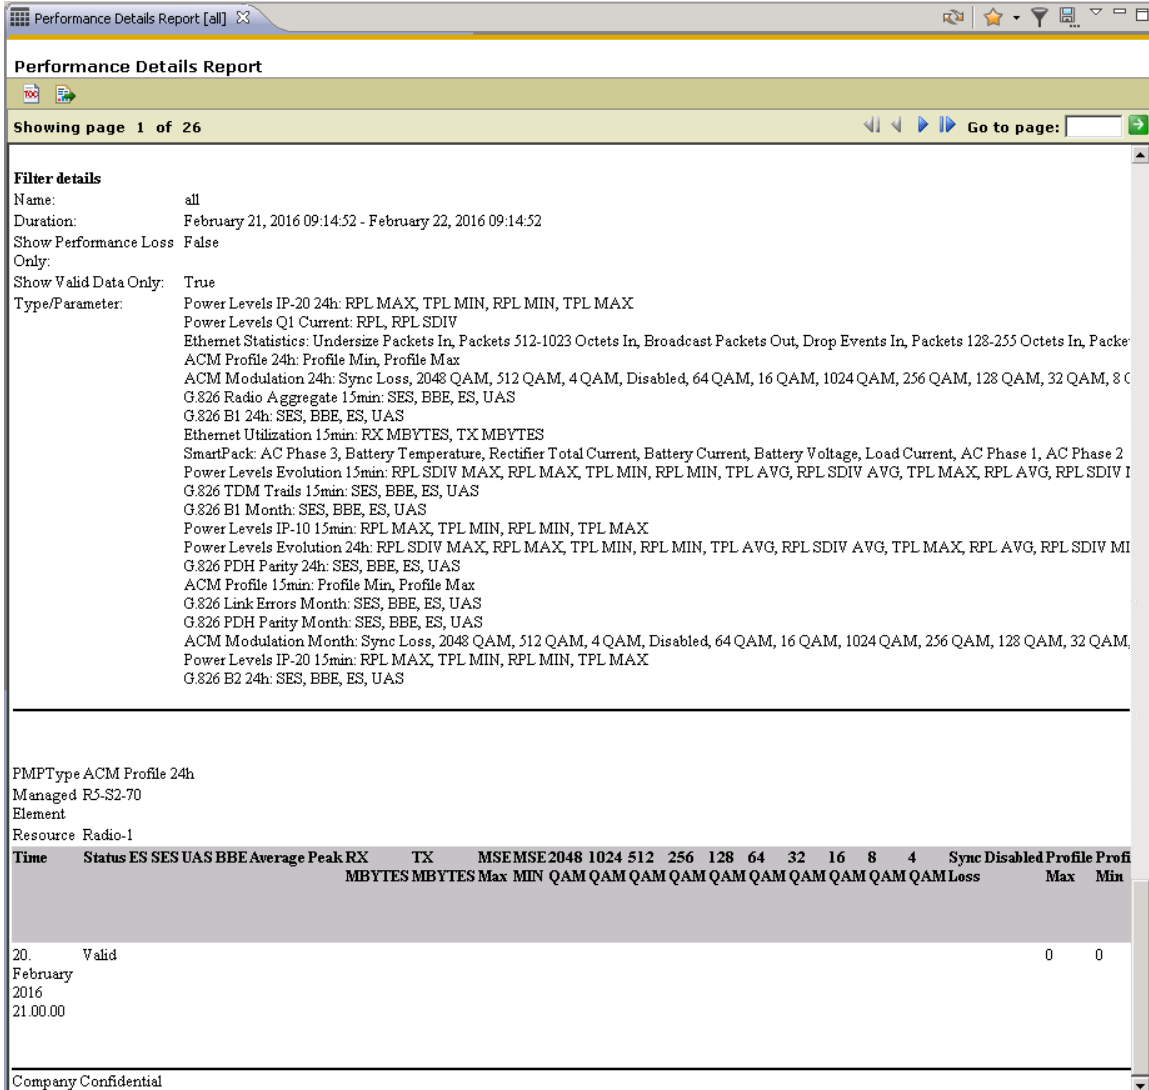 Performance Details Report [all]
Performance Details Report
TOC
Showing page 1 of 26
Go to page:
Filter details
Name: all
Duration: February 21, 2016 09:14:52 - February 22, 2016 09:14:52
Show Performance Loss False
Only:
Show Valid Data Only: True
Type/Parameter: Power Levels IP-20 24h: RPL MAX, TPL MIN, RPL MIN, TPL MAX
Power Levels Q1 Current: RPL, RPL SDIV
Ethernet Statistics: Undersize Packets In, Packets 512-1023 Octets In, Broadcast Packets Out, Drop Events In, Packets 128-255 Octets In, Packe
ACM Profile 24h: Profile Min, Profile Max
ACM Modulation 24h: Sync Loss, 2048 QAM, 512 QAM, 4 QAM, Disabled, 64 QAM, 16 QAM, 1024 QAM, 256 QAM, 128 QAM, 32 QAM, 8
G.826 Radio Aggregate 15min: SES, BBE, ES, UAS
G.826 B1 24h: SES, BBE, ES, UAS
Ethernet Utilization 15min: RX MBYTES, TX MBYTES
SmartPack: AC Phase 3, Battery Temperature, Rectifier Total Current, Battery Current, Battery Voltage, Load Current, AC Phase 1, AC Phase 2
Power Levels Evolution 15min: RPL SDIV MAX, RPL MAX, TPL MIN, RPL MIN, TPL AVG, RPL SDIV AVG, TPL MAX, RPL AVG, RPL SDIV
G.826 TDM Trails 15min: SES, BBE, ES, UAS
G.826 B1 Month: SES, BBE, ES, UAS
Power Levels IP-10 15min: RPL MAX, TPL MIN, RPL MIN, TPL MAX
Power Levels Evolution 24h: RPL SDIV MAX, RPL MAX, TPL MIN, RPL MIN, TPL AVG, RPL SDIV AVG, TPL MAX, RPL AVG, RPL SDIV MI
G.826 PDH Parity 24h: SES, BBE, ES, UAS
ACM Profile 15min: Profile Min, Profile Max
G.826 Link Errors Month: SES, BBE, ES, UAS
G.826 PDH Parity Month: SES, BBE, ES, UAS
ACM Modulation Month: Sync Loss, 2048 QAM, 512 QAM, 4 QAM, Disabled, 64 QAM, 16 QAM, 1024 QAM, 256 QAM, 128 QAM, 32 QAM,
Power Levels IP-20 15min: RPL MAX, TPL MIN, RPL MIN, TPL MAX
G.826 B2 24h: SES, BBE, ES, UAS
PMPType ACM Profile 24h
Managed R5-S2-70
Element
Resource Radio-1
Time Status ES SES UAS BBE Average Peak RX TX MSE MSE 2048 1024 512 256 128 64 32 16 8 4 Sync Disabled Profile Profi
MBYTES MBYTES Max MIN QAM QAM QAM QAM QAM QAM QAM QAM QAM QAM Loss Max Min
20. Valid 0 0
February
2016
21.00.00
Company Confidential